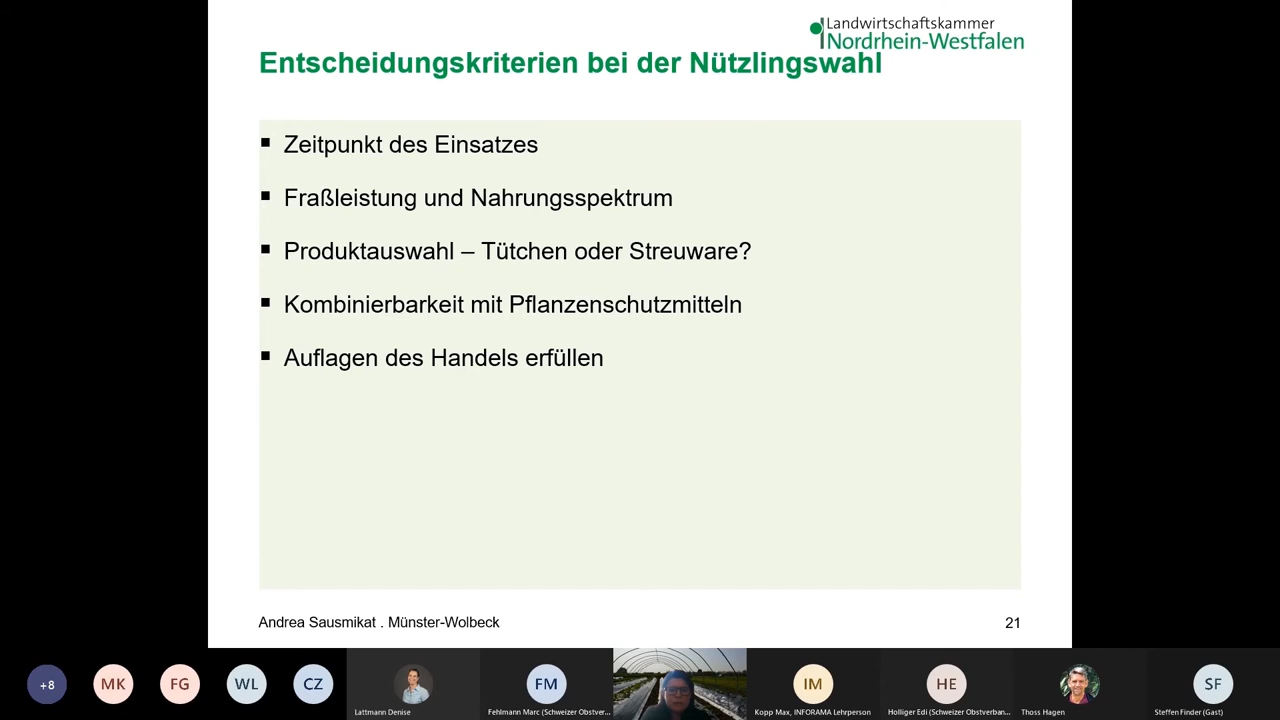 Landwirtschaftskammer
Nordrhein-Westfalen
Entscheidungskriterien bei der Nützlingswahl
Zeitpunkt des Einsatzes
Fraßleistung und Nahrungsspektrum
Produktauswahl – Tütchen oder Streuware?
Kombinierbarkeit mit Pflanzenschutzmitteln
Auflagen des Handels erfüllen
Andrea Sausmikat . Münster-Wolbeck
21
+8
MK
FG
WL
CZ
FM
IM
HE
SF
Lattmann Denise
Fehlmann Marc (Schweizer Obstver...
Kopp Max, INFORAMA Lehrperson
Holliger Edi (Schweizer Obstverban...
Thoss Hagen
Steffen Finder (Gast)